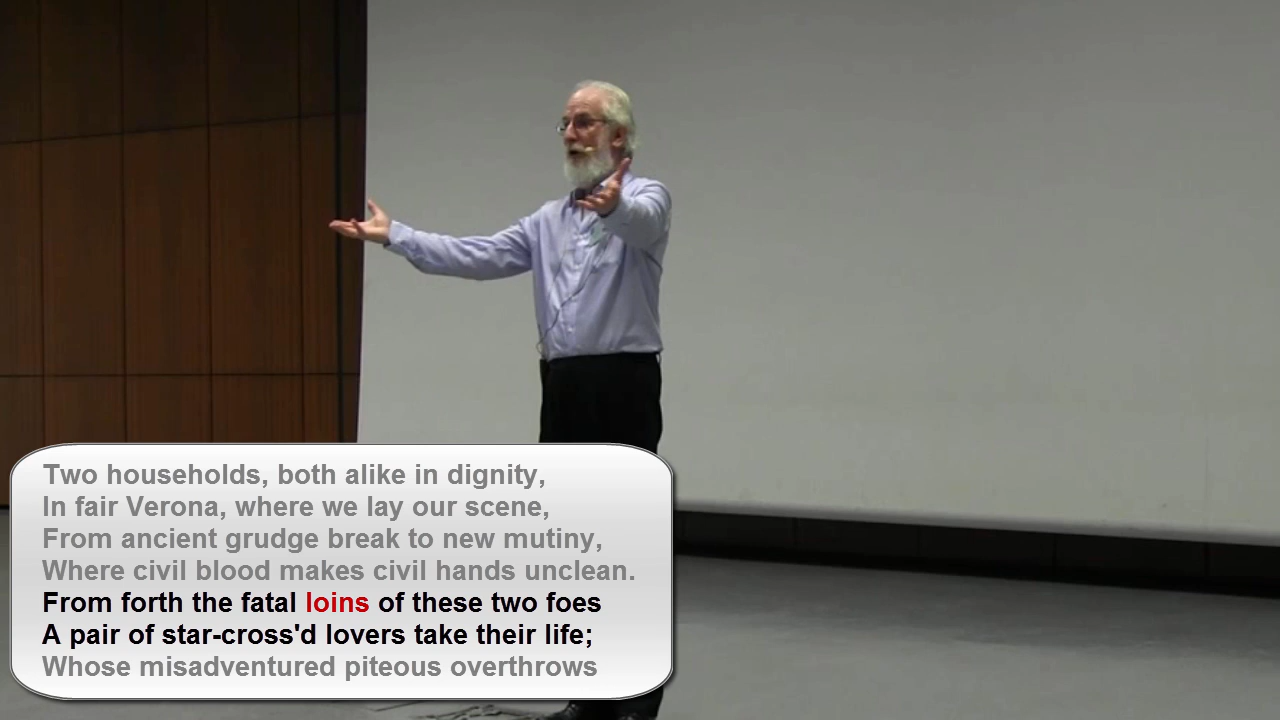 Two households, both alike in dignity,
In fair Verona, where we lay our scene,
From ancient grudge break to new mutiny,
Where civil blood makes civil hands unclean.
From forth the fatal loins of these two foes
A pair of star-cross'd lovers take their life;
Whose misadventured piteous overthrows